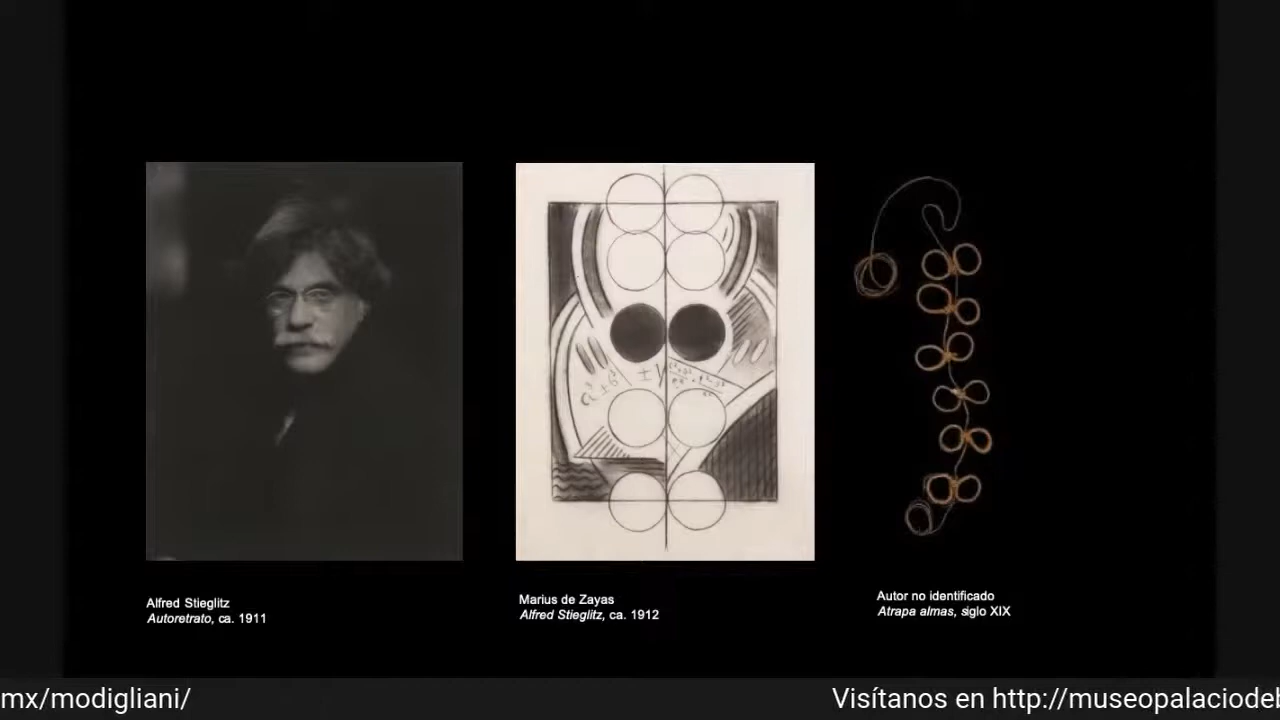 Alfred Stieglitz
Autoretrato, ca. 1911
Marius de Zayas
Alfred Stieglitz, ca. 1912
Autor no identificado
Atrapa almas, siglo XIX
mx/modigliani/
Visítanos en http://museopalaciodeb